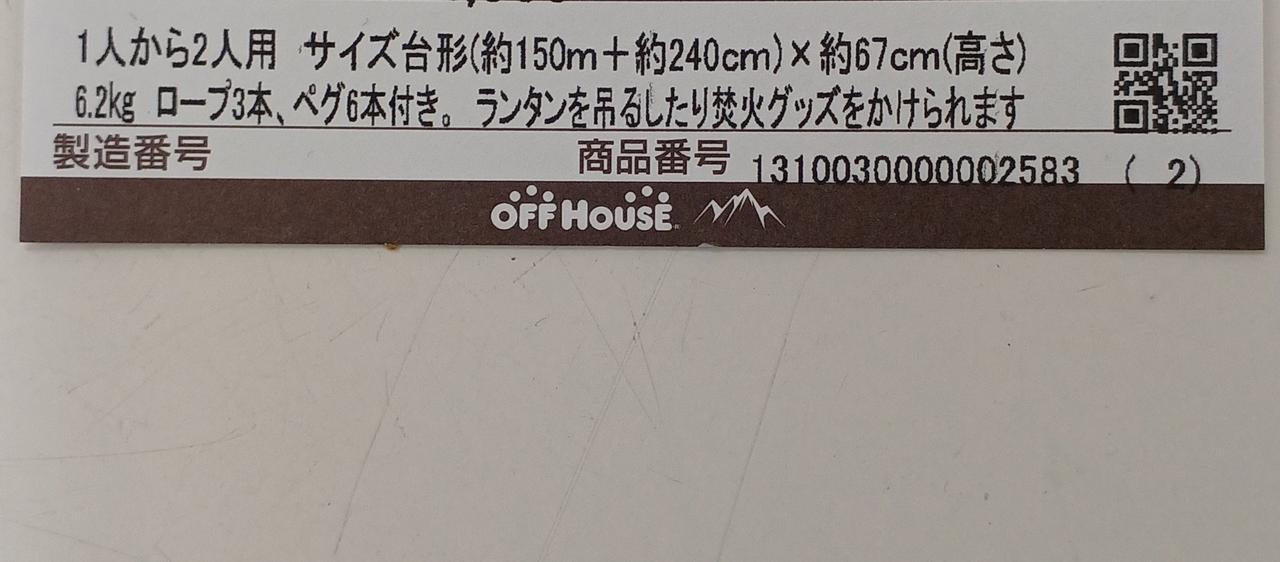 1人から2人用 サイズ台形(約150m＋約240cm)×約67cm(高さ)
6.2kg ロープ3本、ペグ6本付き。 ランタンを吊るしたり焚火グッズをかけられます
製造番号
商品番号 1310030000002583 ( 2)
OFF HOUSE